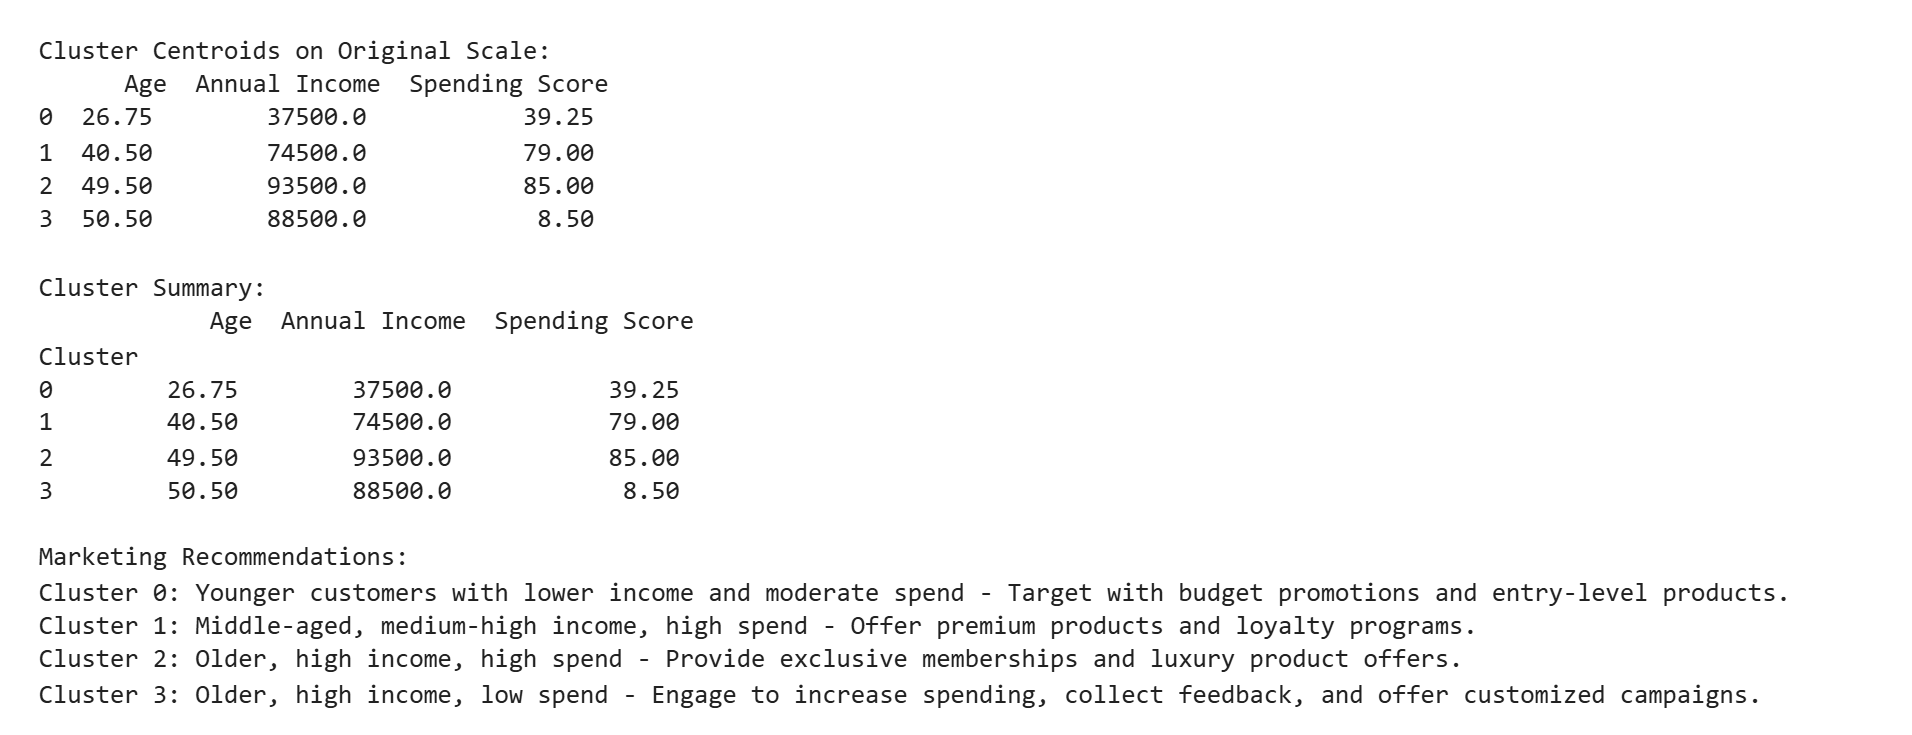 Cluster Centroids on Original Scale:
      Age  Annual Income  Spending Score
0  26.75        37500.0           39.25
1  40.50        74500.0           79.00
2  49.50        93500.0           85.00
3  50.50        88500.0            8.50

Cluster Summary:
            Age  Annual Income  Spending Score
Cluster
0        26.75        37500.0           39.25
1        40.50        74500.0           79.00
2        49.50        93500.0           85.00
3        50.50        88500.0            8.50

Marketing Recommendations:
Cluster 0: Younger customers with lower income and moderate spend - Target with budget promotions and entry-level products.
Cluster 1: Middle-aged, medium-high income, high spend - Offer premium products and loyalty programs.
Cluster 2: Older, high income, high spend - Provide exclusive memberships and luxury product offers.
Cluster 3: Older, high income, low spend - Engage to increase spending, collect feedback, and offer customized campaigns.